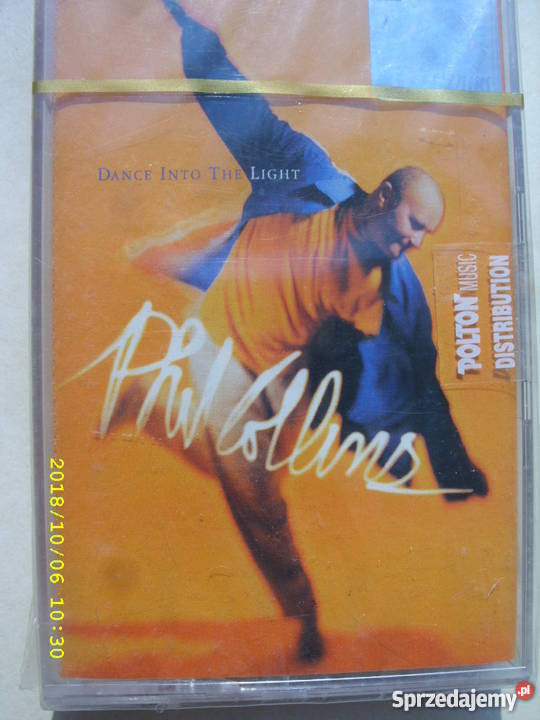 DANCE INTO THE LIGHT
POLTON MUSIC
DISTRIBUTION
Phil Collins
2018/10/06 10:30
Sprzedajemy.pl